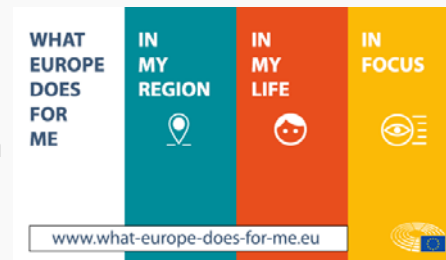 WHAT
EUROPE
DOES
FOR
ME
IN
MY
REGION
IN
MY
LIFE
IN
FOCUS
www.what-europe-does-for-me.eu